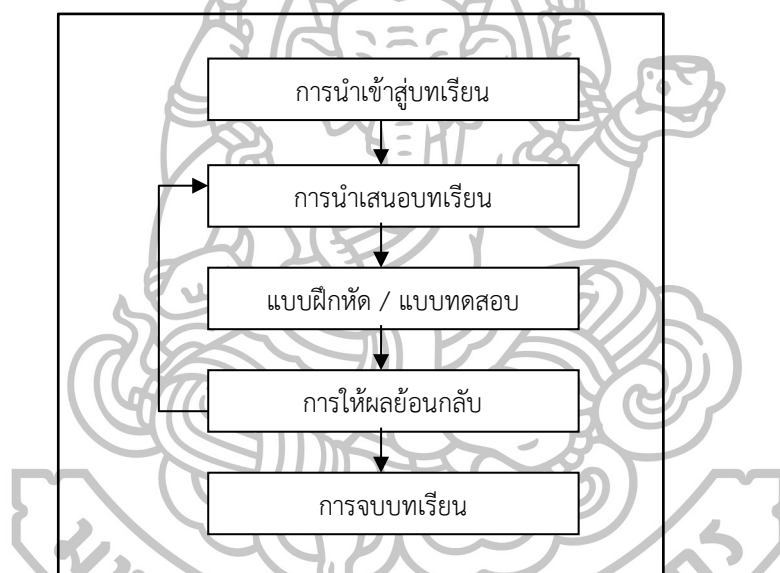 การนำเข้าสู่บทเรียน
การนำเสนอบทเรียน
แบบฝึกหัด / แบบทดสอบ
การให้ผลย้อนกลับ
การจบบทเรียน